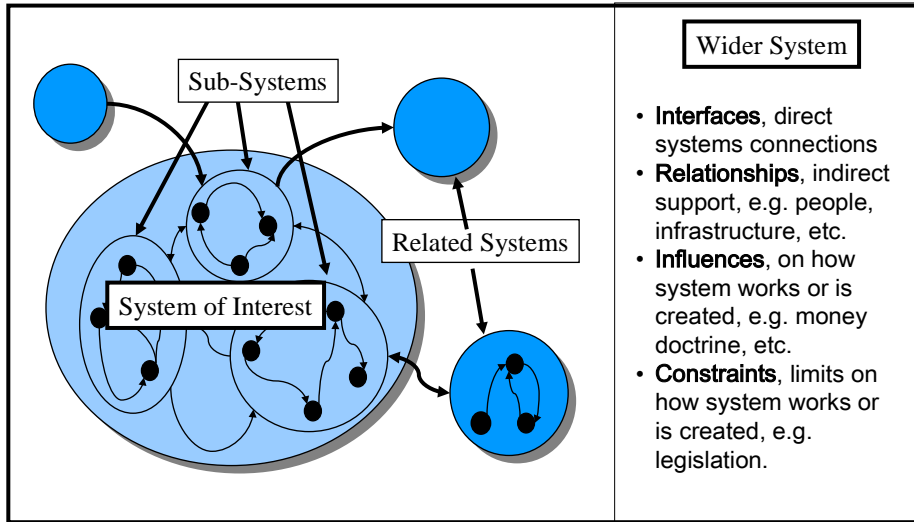 Sub-Systems
System of Interest
Related Systems
Wider System
• Interfaces, direct
systems connections
• Relationships, indirect
support, e.g. people,
infrastructure, etc.
• Influences, on how
system works or is
created, e.g. money
doctrine, etc.
• Constraints, limits on
how system works or
is created, e.g.
legislation.